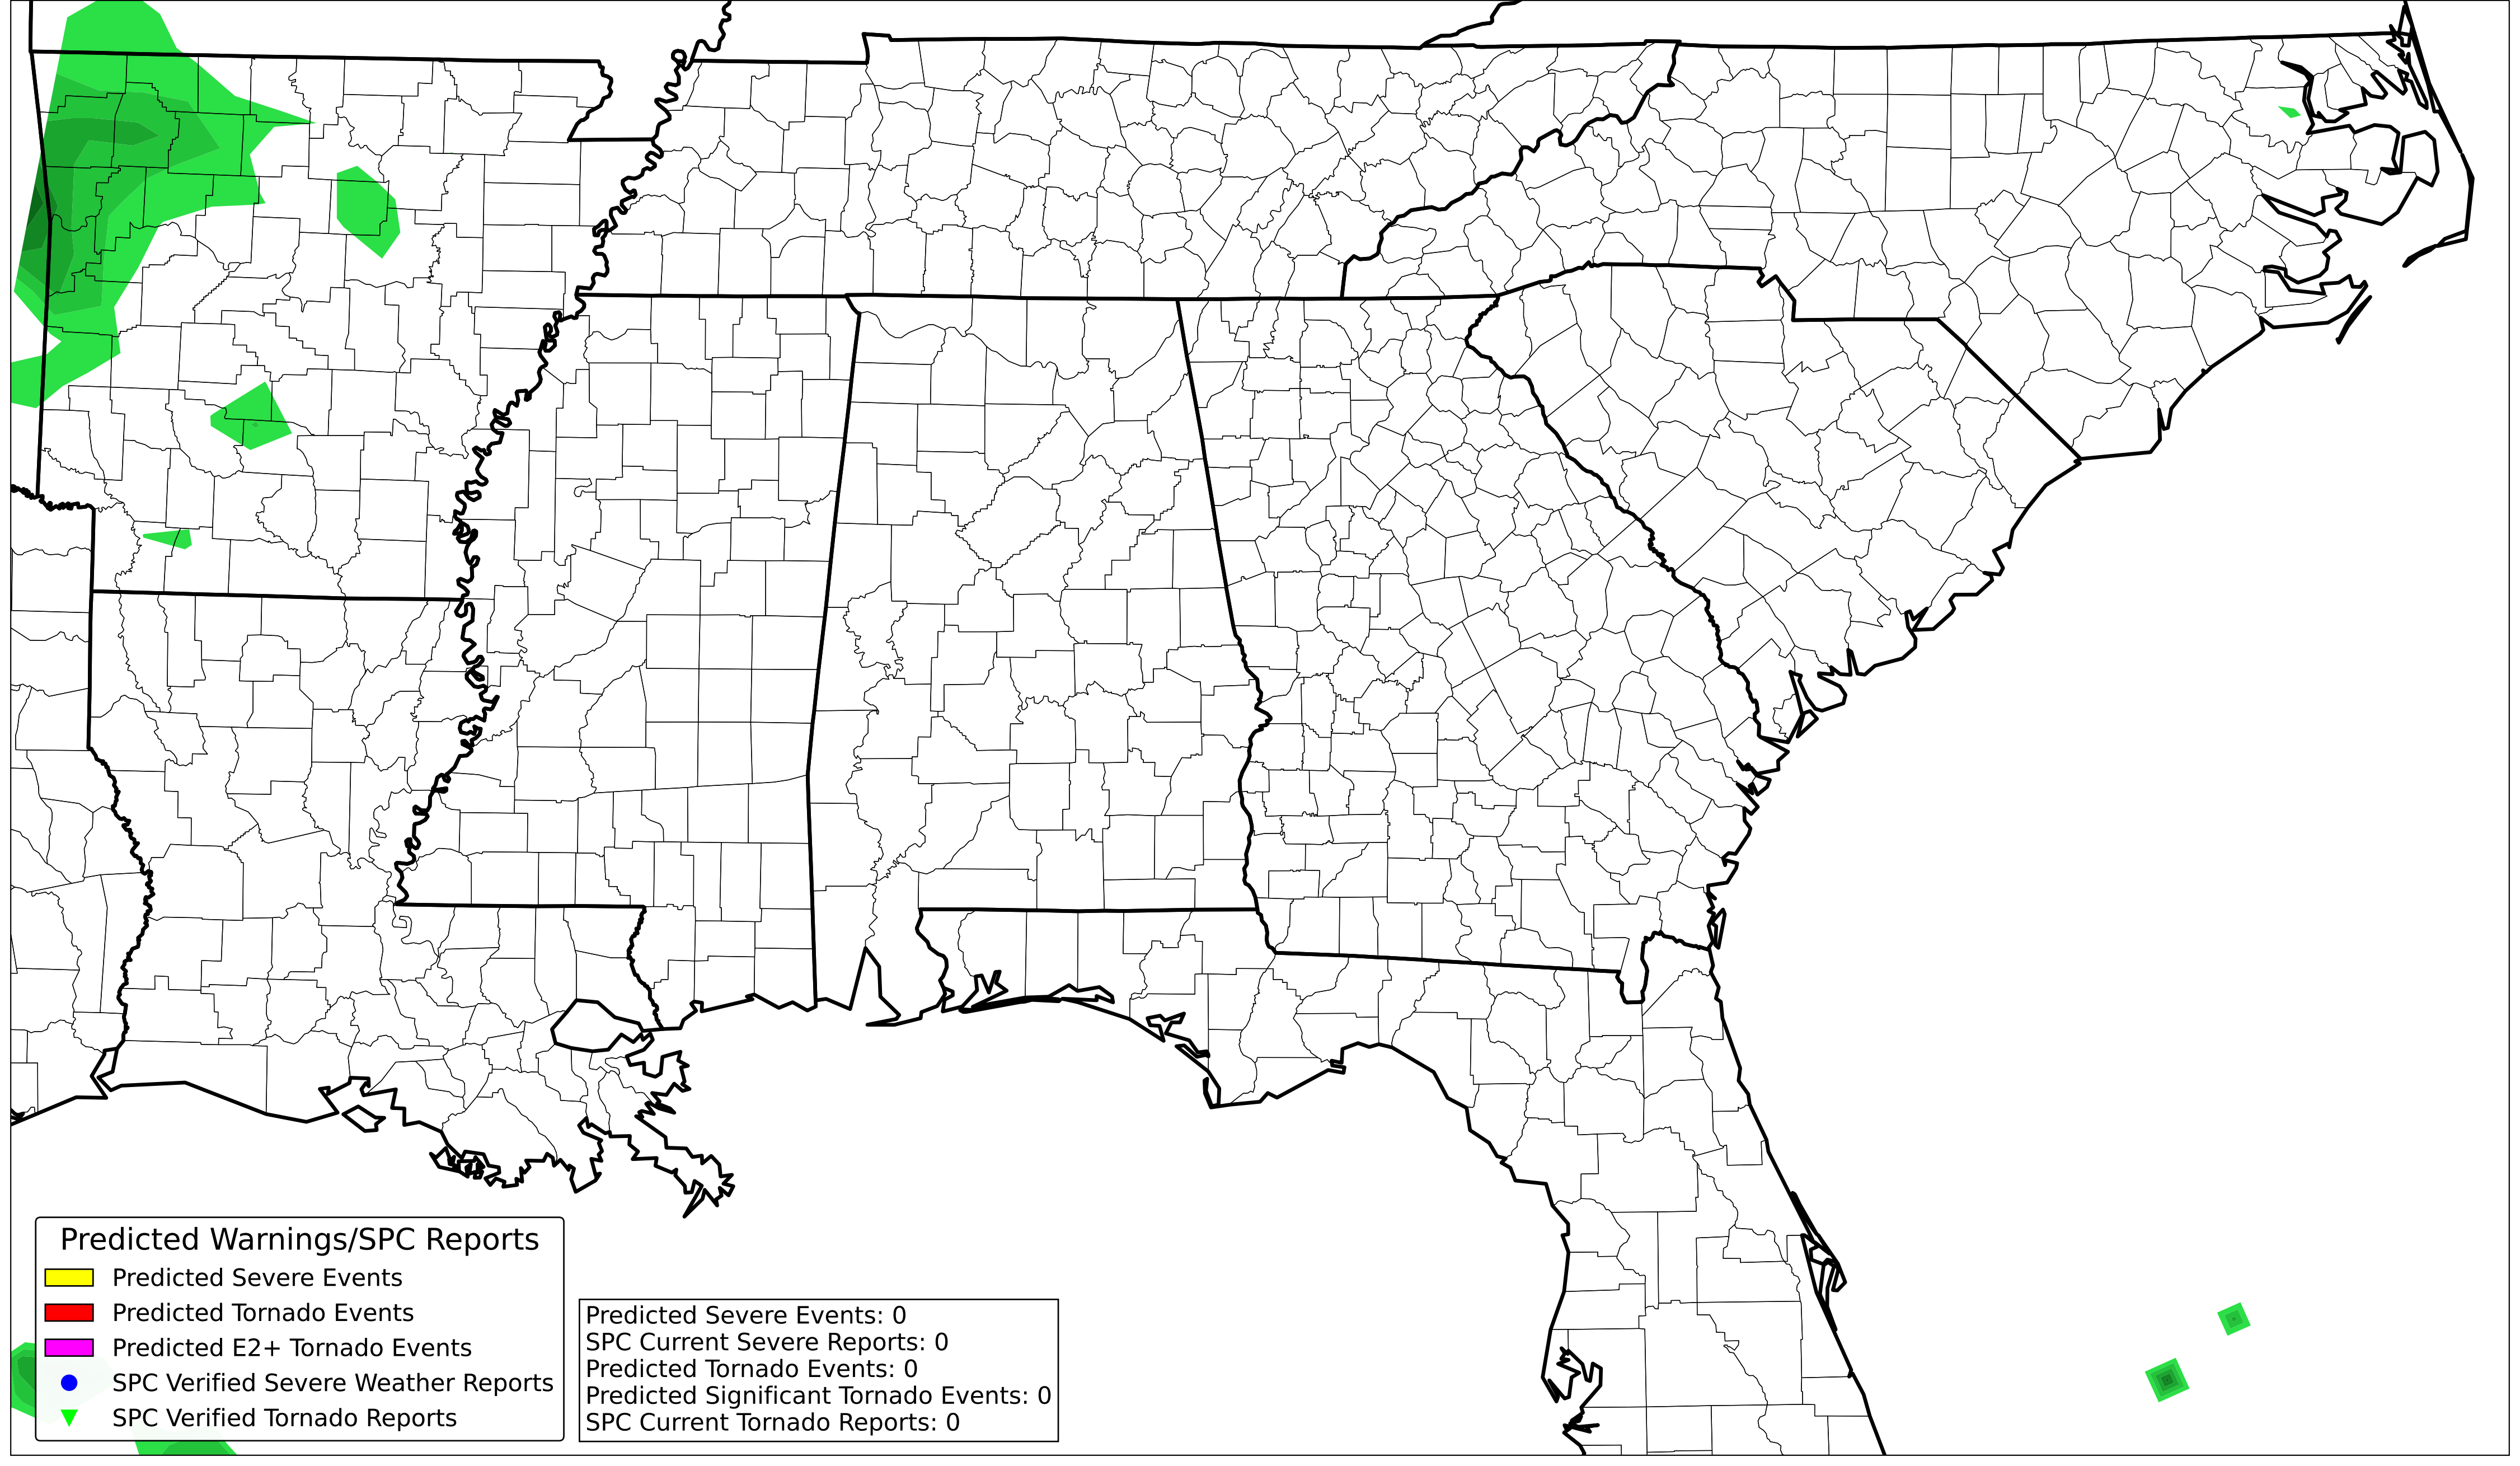 Predicted Warnings/SPC Reports
Predicted Severe Events
Predicted Tornado Events
Predicted E2+ Tornado Events
SPC Verified Severe Weather Reports
SPC Verified Tornado Reports
Predicted Severe Events: 0
SPC Current Severe Reports: 0
Predicted Tornado Events: 0
Predicted Significant Tornado Events: 0
SPC Current Tornado Reports: 0